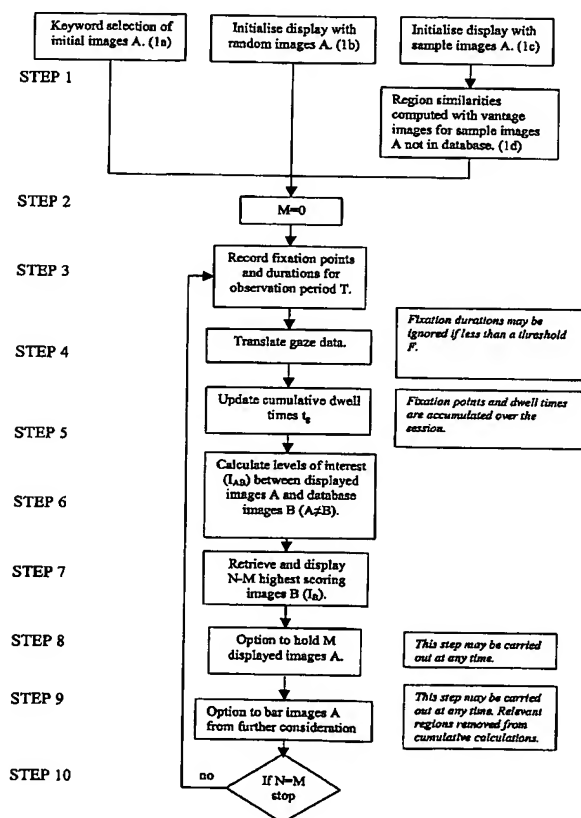 Keyword selection of
initial images A. (1a)
Initialise display with
random images A. (1b)
Initialise display with
sample images A. (1c)
STEP 1
Region similarities
computed with vantage
images for sample images
A not in database. (1d)
STEP 2
M=0
STEP 3
Record fixation points
and durations for
observation period T.
STEP 4
Translate gaze data.
Fixation durations may be
ignored if less than a threshold
F.
STEP 5
Update cumulative dwell
times tg
Fixation points and dwell times
are accumulated over the
session.
STEP 6
Calculate levels of interest
(IAB) between displayed
images A and database
images B (A≠B).
STEP 7
Retrieve and display
N-M highest scoring
images B (IB).
STEP 8
Option to hold M
displayed images A.
This step may be carried
out at any time.
STEP 9
Option to bar images A
from further consideration
This step may be carried
out at any time. Relevant
regions removed from
cumulative calculations.
STEP 10
no
If N=M
stop